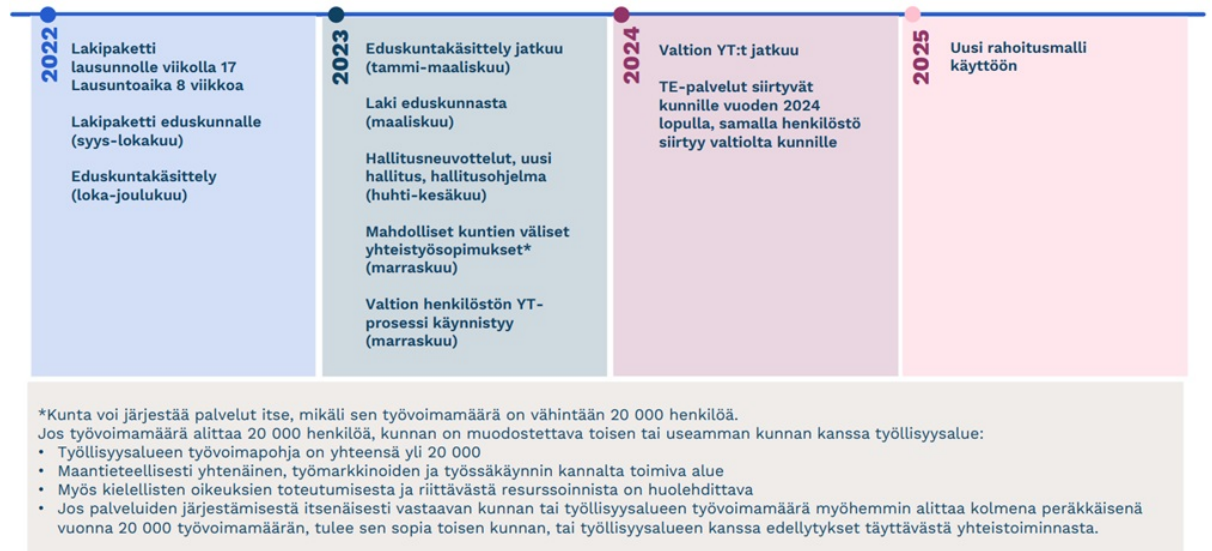 2022
Lakipaketti
lausunnolle viikolla 17
Lausuntoaika 8 viikkoa
Lakipaketti eduskunnalle
(syys-lokakuu)
Eduskuntakäsittely
(loka-joulukuu)
2023
Eduskuntakäsittely jatkuu
(tammi-maaliskuu)
Laki eduskunnasta
(maaliskuu)
Hallitusneuvottelut, uusi
hallitus, hallitusohjelma
(huhti-kesäkuu)
Mahdolliset kuntien väliset
yhteistyösopimukset*
(marraskuu)
Valtion henkilöstön YT-
prosessi käynnistyy
(marraskuu)
2024
Valtion YT:t jatkuu
TE-palvelut siirtyvät
kunnille vuoden 2024
lopulla, samalla henkilöstö
siirtyy valtiolta kunnille
2025
Uusi rahoitusmalli
käyttöön
*Kunta voi järjestää palvelut itse, mikäli sen työvoimamäärä on vähintään 20 000 henkilöä.
Jos työvoimamäärä alittaa 20 000 henkilöä, kunnan on muodostettava toisen tai useamman kunnan kanssa työllisyysalue:
• Työllisyysalueen työvoimapohja on yhteensä yli 20 000
• Maantieteellisesti yhtenäinen, työmarkkinoiden ja työssäkäynnin kannalta toimiva alue
• Myös kielellisten oikeuksien toteutumisesta ja riittävästä resurssoinnista on huolehdittava
• Jos palveluiden järjestämisestä itsenäisesti vastaavan kunnan tai työllisyysalueen työvoimamäärä myöhemmin alittaa kolmena peräkkäisenä
vuonna 20 000 työvoimamäärän, tulee sen sopia toisen kunnan, tai työllisyysalueen kanssa edellytykset täyttävästä yhteistoiminnasta.